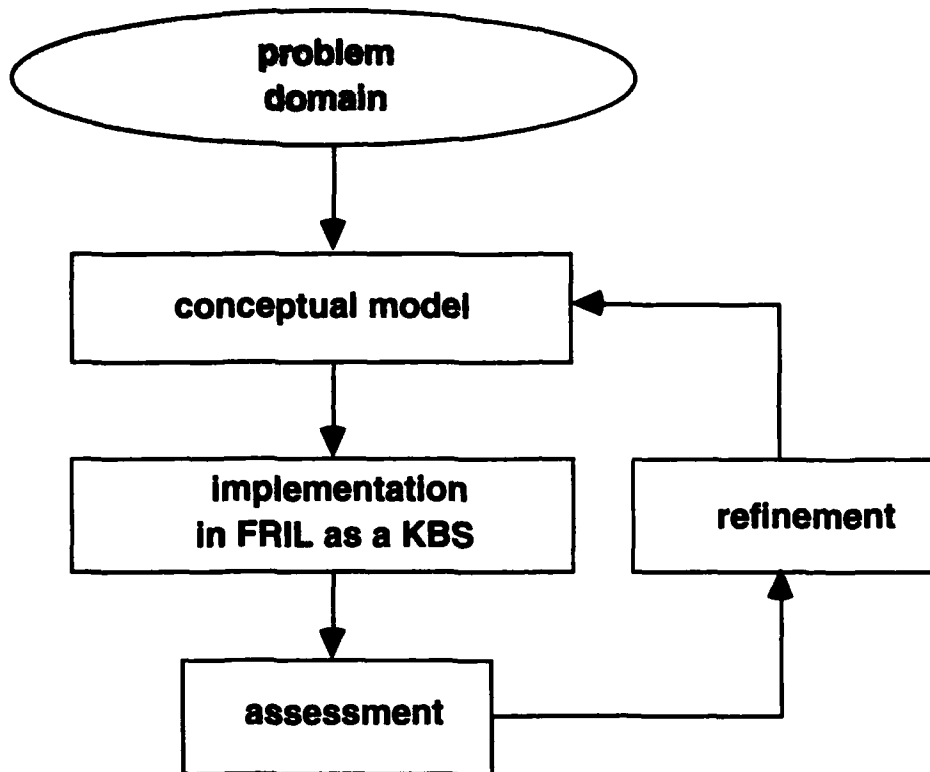 problem
domain
conceptual model
implementation
in FRIL as a KBS
refinement
assessment